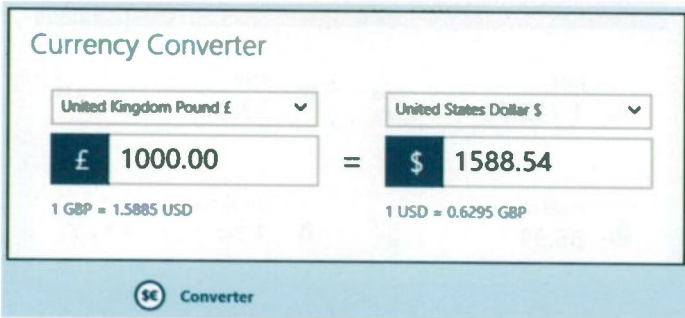 Currency Converter
United Kingdom Pound £
United States Dollar $
£ 1000.00 = $ 1588.54
1 GBP = 1.5885 USD
1 USD = 0.6295 GBP
$€ Converter